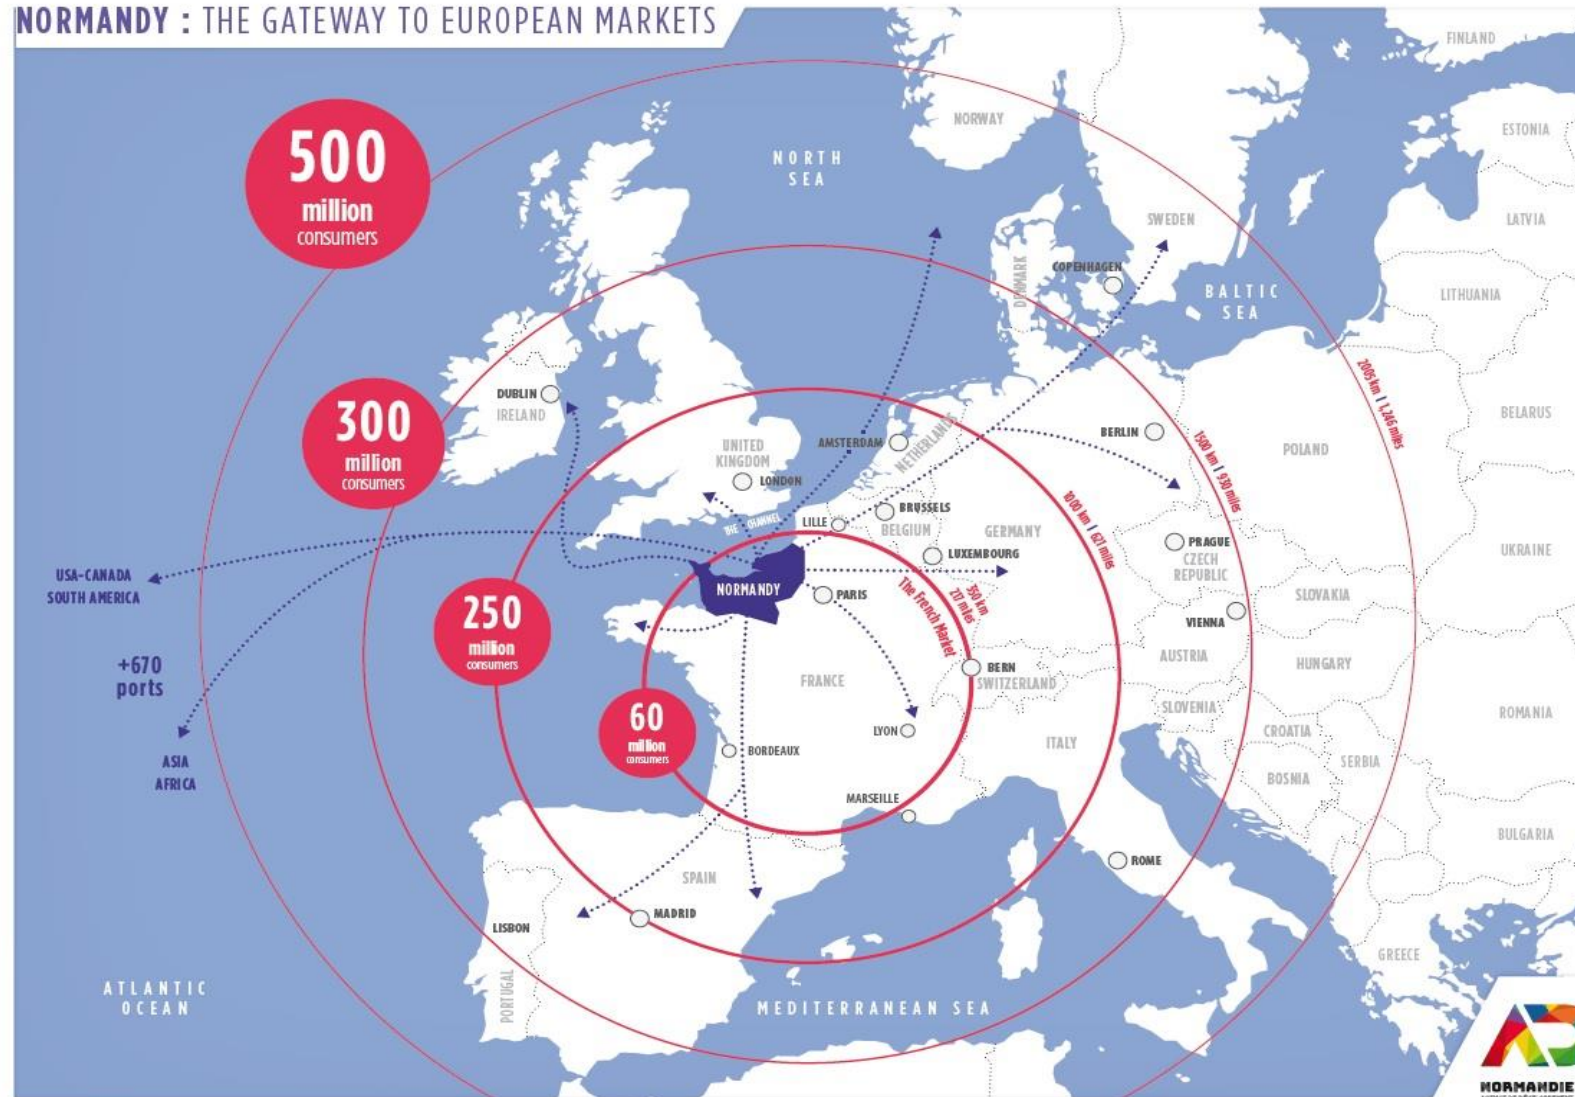 NORMANDY : THE GATEWAY TO EUROPEAN MARKETS
FINLAND
NORWAY
ESTONIA
500
million
consumers
NORTH
SEA
SWEDEN
LATVIA
DENMARK
COPENHAGEN
BALTIC
SEA
LITHUANIA
2005 km | 1,246 miles
DUBLIN
IRELAND
300
million
consumers
UNITED
KINGDOM
LONDON
AMSTERDAM
NETHERLANDS
BERLIN
1500 km | 930 miles
POLAND
BELARUS
THE CHANNEL
LILLE
BRUSSELS
BELGIUM
GERMANY
1000 km | 621 miles
LUXEMBOURG
PRAGUE
CZECH
REPUBLIC
UKRAINE
USA-CANADA
SOUTH AMERICA
NORMANDY
PARIS
The French Market
350 km
217 miles
SLOVAKIA
VIENNA
250
million
consumers
+670
ports
FRANCE
BERN
SWITZERLAND
AUSTRIA
HUNGARY
SLOVENIA
ROMANIA
60
million
consumers
LYON
ITALY
CROATIA
BORDEAUX
SERBIA
BOSNIA
ASIA
AFRICA
MARSEILLE
BULGARIA
ROME
SPAIN
MADRID
LISBON
GREECE
PORTUGAL
ATLANTIC
OCEAN
MEDITERRANEAN SEA
AD
NORMANDIE